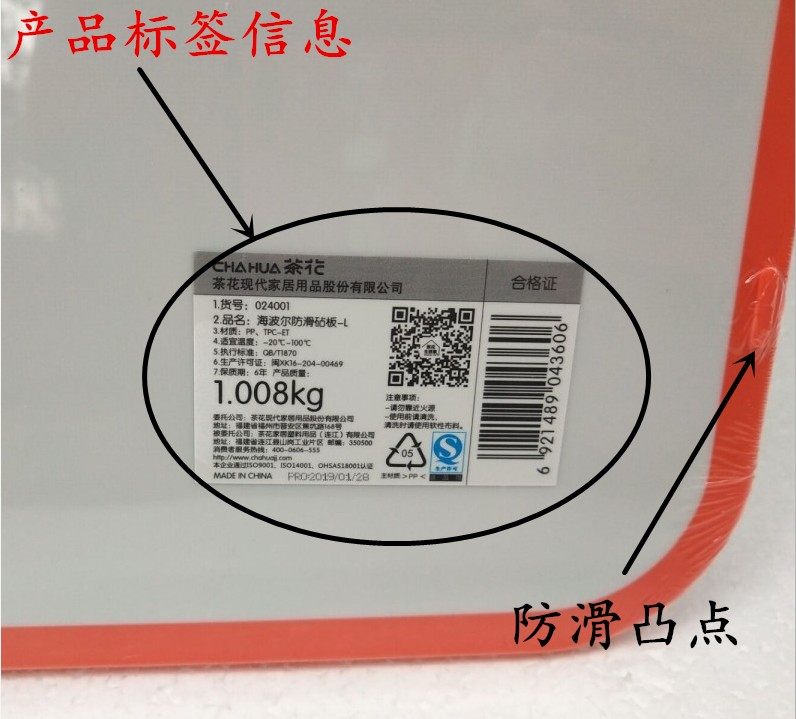 产品标签信息
CHAHUA 茶花
茶花现代家居用品股份有限公司
合格证
1.货号：024001
2.品名：海波尔防滑砧板-L
3.材质：PP、TPC-ET
4.适宜温度：-20℃-100℃
5.执行标准：QB/T1870
6.生产许可证：闽XK16-204-00469
7.保质期：6年 产品质量：
1.008kg
委托公司：茶花现代家居用品股份有限公司
地址：福建省福州市晋安区蕉坑路168号
被委托公司：茶花家居塑料用品（连江）有限公司
地址：福建省连江县山岗工业片区 邮编：350500
消费者服务热线：400-0606-555
http://www.chahuajj.com
本企业通过ISO9001、ISO14001、OHSAS18001认证
MADE IN CHINA PRO:2019/01/28
注意事项：
-请勿靠近火源
-使用前请清洗，
清洗时请使用软性布料。
05
生产许可
主材质 >PP<
6 921489 043606
防滑凸点